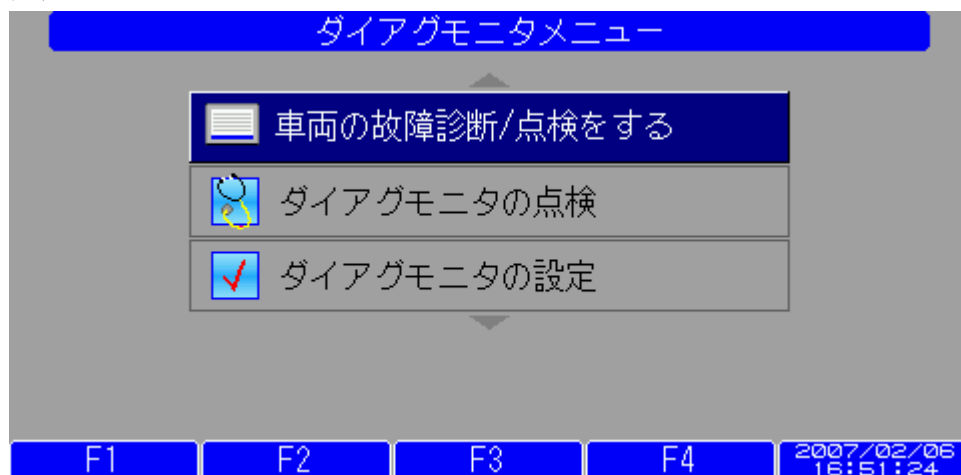 ダイアグモニタメニュー
車両の故障診断/点検をする
ダイアグモニタの点検
ダイアグモニタの設定
F1
F2
F3
F4
2007/02/06
16:51:24